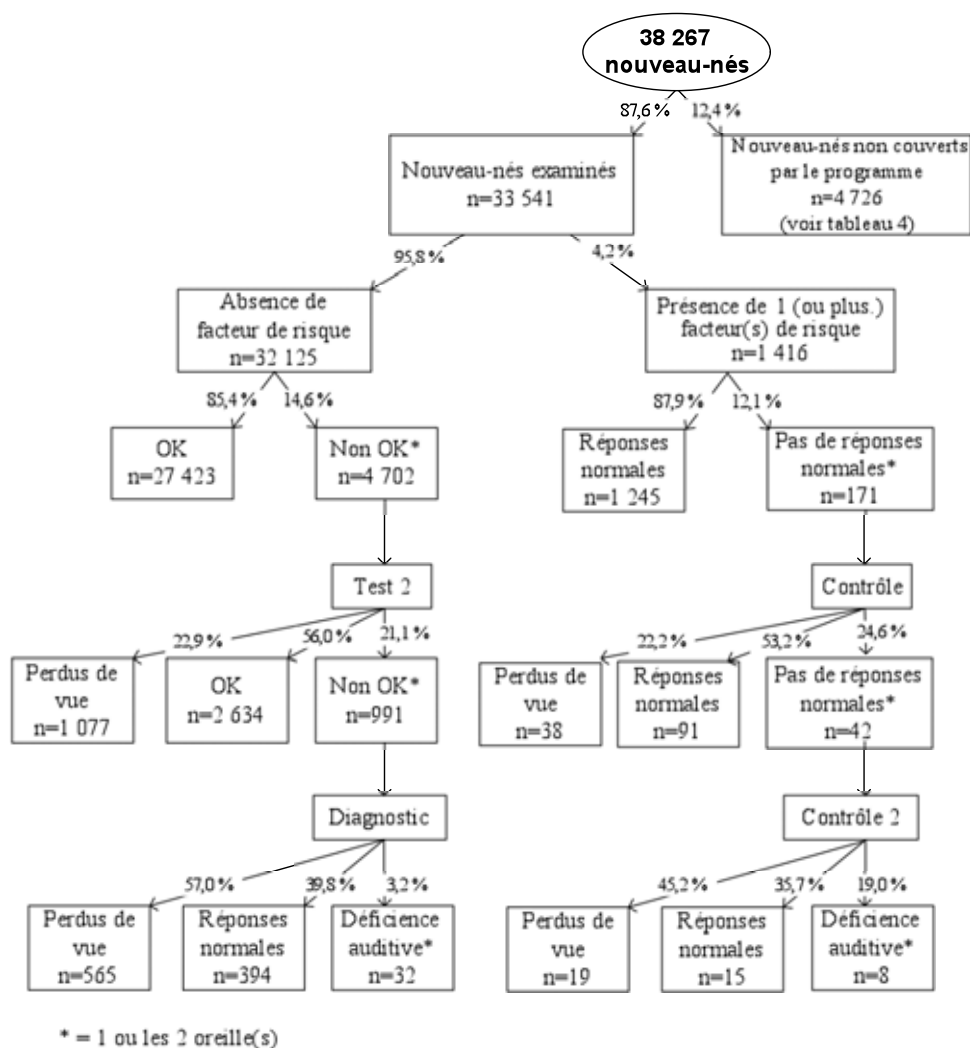 38 267
nouveau-nés
87,6 %
12,4 %
Nouveau-nés examinés
n=33 541
Nouveau-nés non couverts
par le programme
n=4 726
(voir tableau 4)
95,8 %
4,2 %
Absence de
facteur de risque
n=32 125
Présence de 1 (ou plus.)
facteur(s) de risque
n=1 416
85,4 %
14,6 %
87,9 %
12,1 %
OK
n=27 423
Non OK*
n=4 702
Réponses
normales
n=1 245
Pas de réponses
normales*
n=171
Test 2
Contrôle
22,9 %
56,0 %
21,1 %
22,2 %
53,2 %
24,6 %
Perdus de
vue
n=1 077
OK
n=2 634
Non OK*
n=991
Perdus de
vue
n=38
Réponses
normales
n=91
Pas de réponses
normales*
n=42
Diagnostic
Contrôle 2
57,0 %
39,8 %
3,2 %
45,2 %
35,7 %
19,0 %
Perdus de
vue
n=565
Réponses
normales
n=394
Déficience
auditive*
n=32
Perdus de
vue
n=19
Réponses
normales
n=15
Déficience
auditive*
n=8
* = 1 ou les 2 oreille(s)